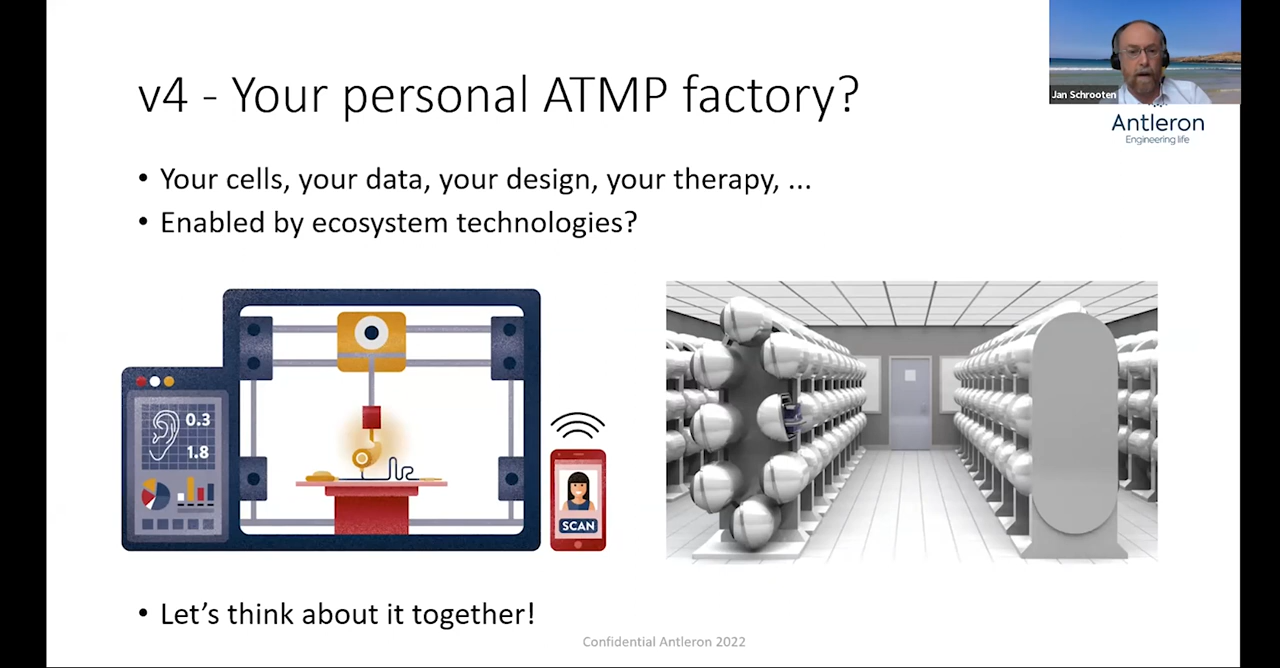 v4 - Your personal ATMP factory?
Jan Schrooten
Antleron
Engineering life
• Your cells, your data, your design, your therapy, ...
• Enabled by ecosystem technologies?
0.3
1.8
SCAN
• Let's think about it together!
Confidential Antleron 2022